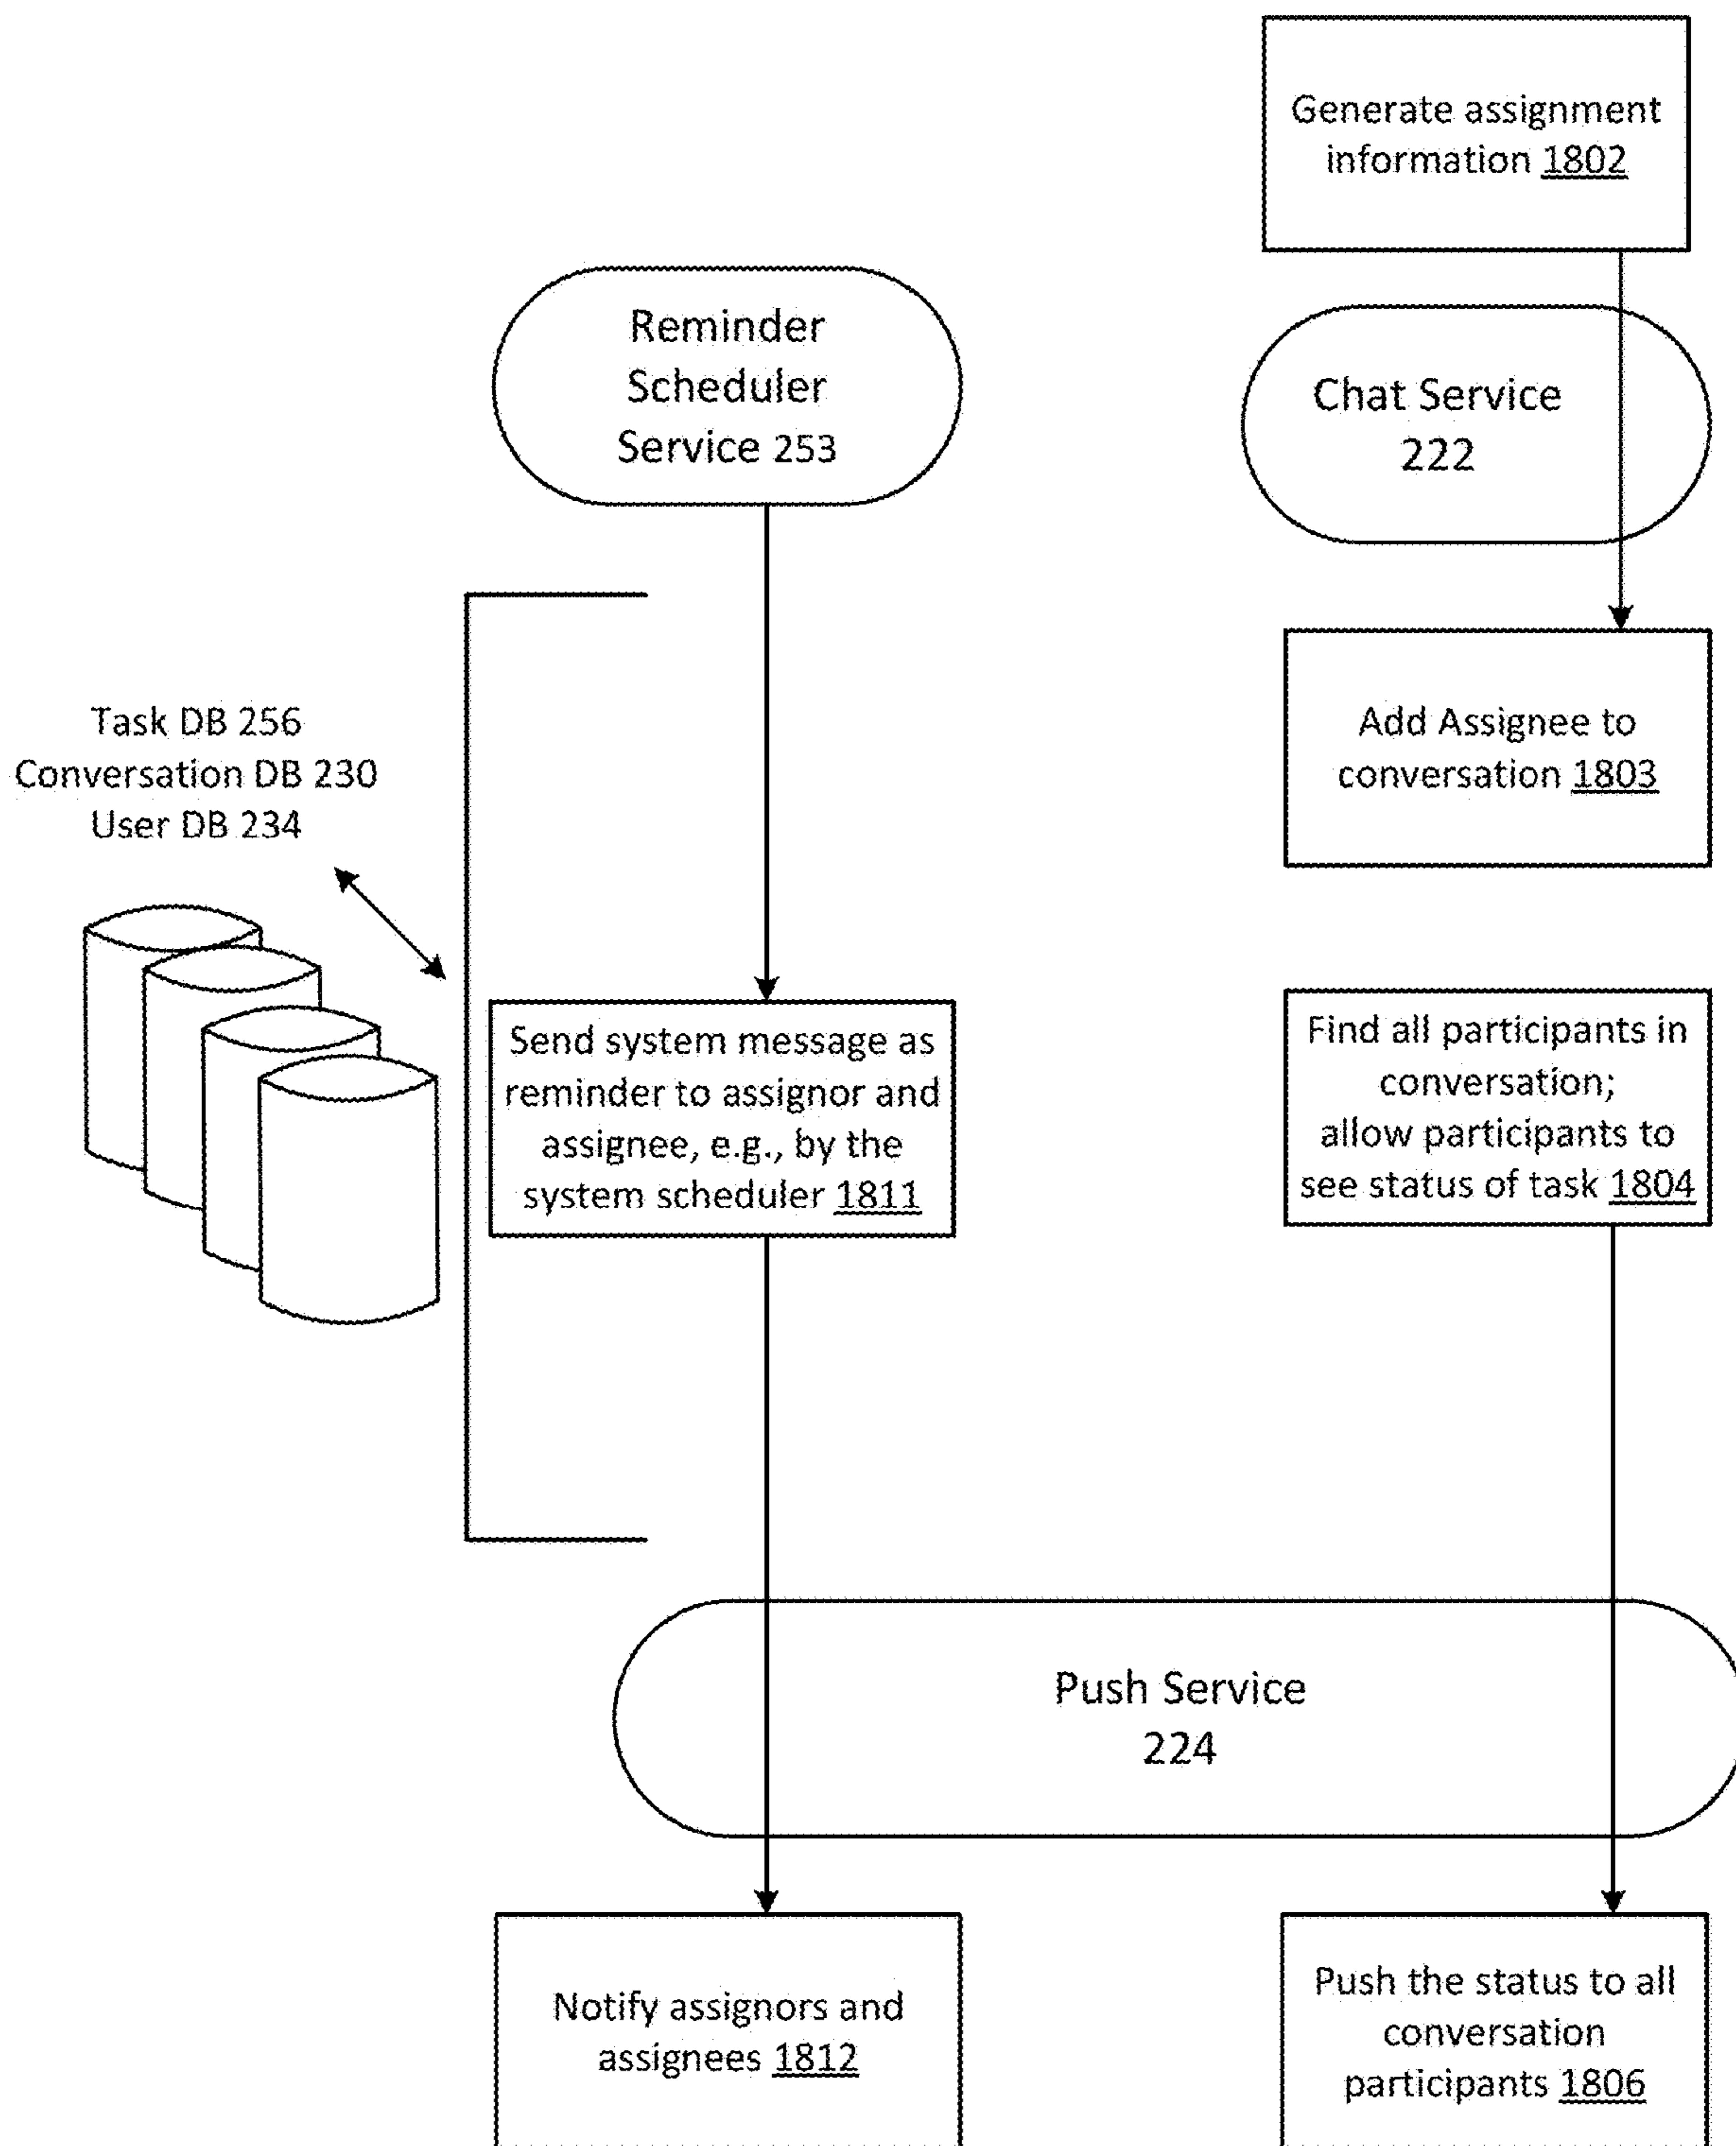 Generate assignment
information 1802
Reminder
Scheduler
Service 253
Chat Service
222
Task DB 256
Conversation DB 230
User DB 234
Add Assignee to
conversation 1803
Send system message as
reminder to assignor and
assignee, e.g., by the
system scheduler 1811
Find all participants in
conversation;
allow participants to
see status of task 1804
Push Service
224
Notify assignors and
assignees 1812
Push the status to all
conversation
participants 1806